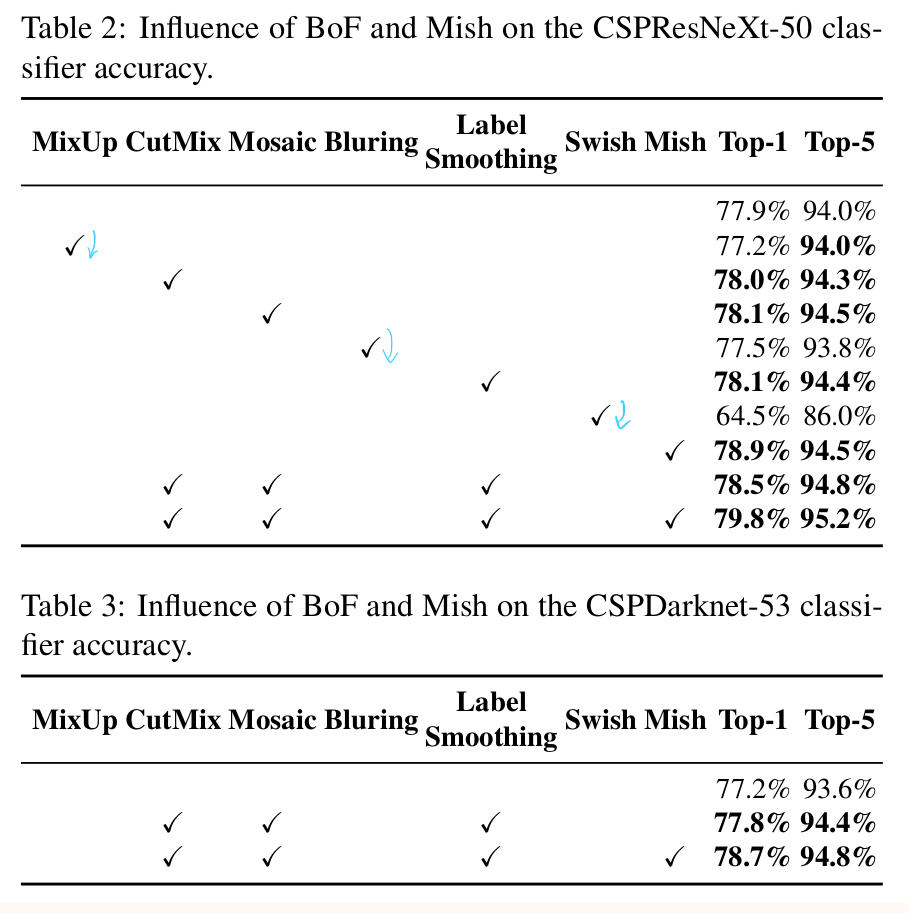 Table 2: Influence of BoF and Mish on the CSPResNeXt-50 clas-
sifier accuracy.
MixUp CutMix Mosaic Bluring Label Smoothing Swish Mish Top-1 Top-5
77.9% 94.0%
✓ 77.2% 94.0%
✓ 78.0% 94.3%
✓ 78.1% 94.5%
✓ 77.5% 93.8%
✓ 78.1% 94.4%
✓ 64.5% 86.0%
✓ 78.9% 94.5%
✓ ✓ ✓ 78.5% 94.8%
✓ ✓ ✓ ✓ 79.8% 95.2%
Table 3: Influence of BoF and Mish on the CSPDarknet-53 classi-
fier accuracy.
MixUp CutMix Mosaic Bluring Label Smoothing Swish Mish Top-1 Top-5
77.2% 93.6%
✓ ✓ ✓ 77.8% 94.4%
✓ ✓ ✓ ✓ 78.7% 94.8%